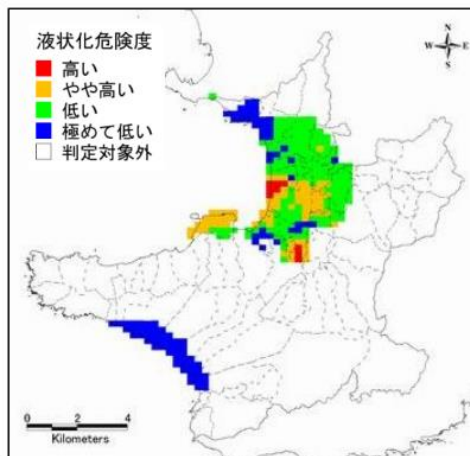 液状化危険度
高い
やや高い
低い
極めて低い
判定対象外
N
W E
S
0 2 4
Kilometers